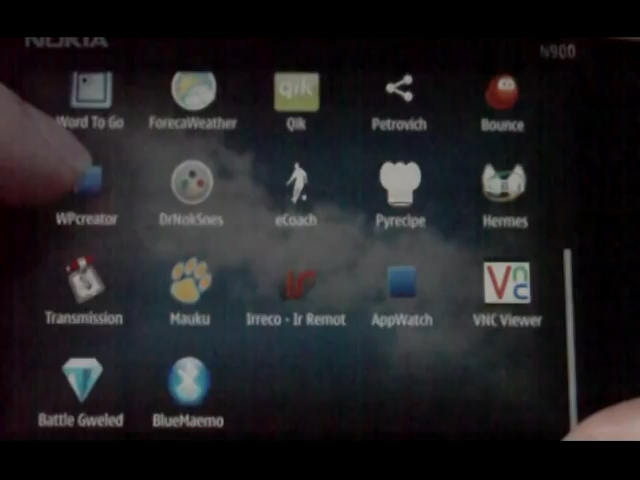 NOKIA
N900
Word To Go
ForecaWeather
Qik
Petrovich
Bounce
WPcreator
DrNokSnes
eCoach
Pyrecipe
Hermes
Transmission
Mauku
Irreco - Ir Remot
AppWatch
VNC Viewer
Battle Gweled
BlueMaemo